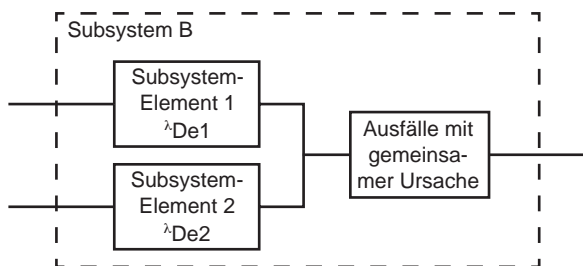 Subsystem B
Subsystem-
Element 1
λDe1
Subsystem-
Element 2
λDe2
Ausfälle mit
gemeinsa-
mer Ursache